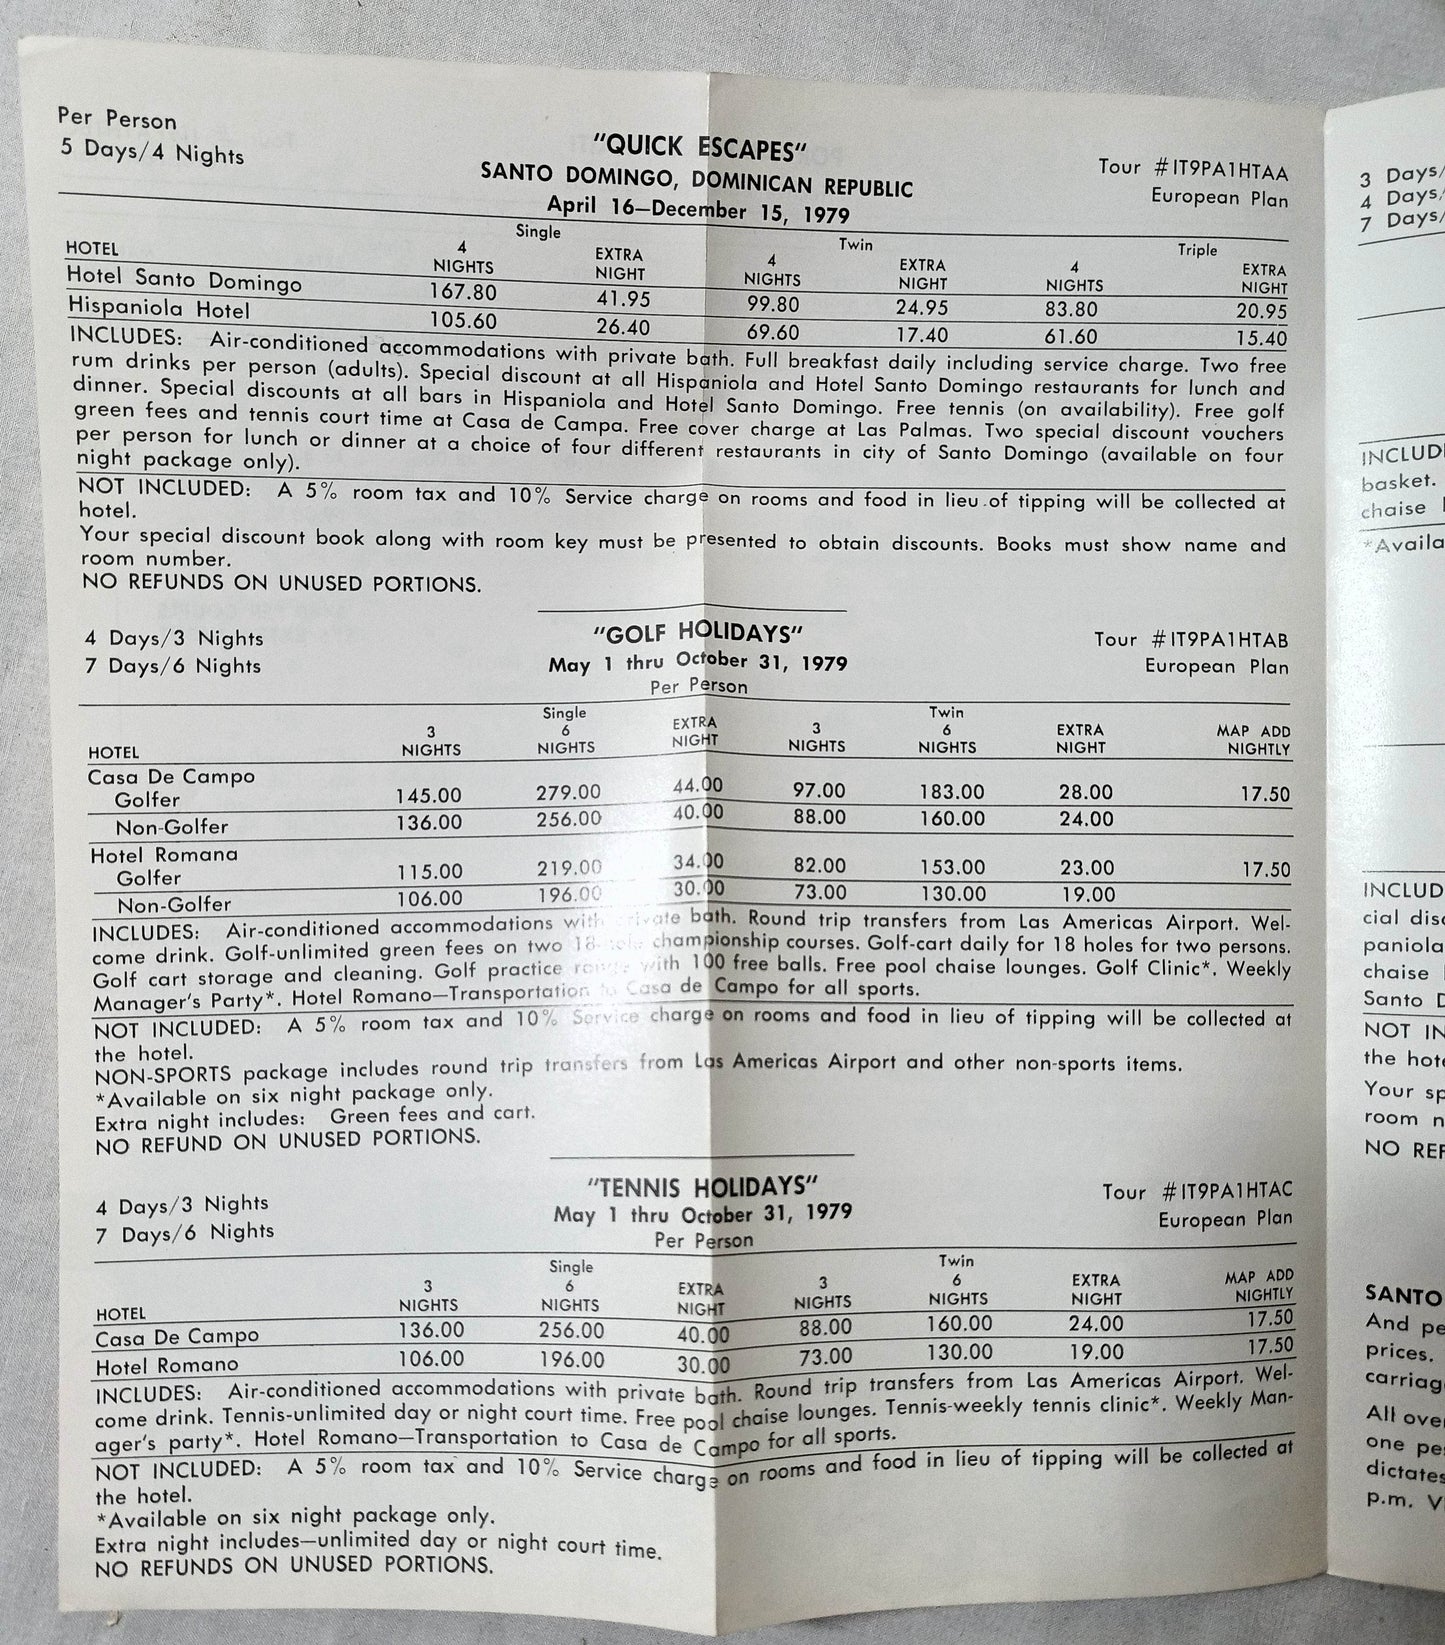 Per Person
5 Days/4 Nights
"QUICK ESCAPES"
SANTO DOMINGO, DOMINICAN REPUBLIC
April 16—December 15, 1979
Tour #IT9PA1HTAA
European Plan
Single Twin Triple
HOTEL 4 NIGHTS EXTRA NIGHT 4 NIGHTS EXTRA NIGHT 4 NIGHTS EXTRA NIGHT
Hotel Santo Domingo 167.80 41.95 99.80 24.95 83.80 20.95
Hispaniola Hotel 105.60 26.40 69.60 17.40 61.60 15.40
INCLUDES: Air-conditioned accommodations with private bath. Full breakfast daily including service charge. Two free
rum drinks per person (adults). Special discount at all Hispaniola and Hotel Santo Domingo restaurants for lunch and
dinner. Special discounts at all bars in Hispaniola and Hotel Santo Domingo. Free tennis (on availability). Free golf
green fees and tennis court time at Casa de Campa. Free cover charge at Las Palmas. Two special discount vouchers
per person for lunch or dinner at a choice of four different restaurants in city of Santo Domingo (available on four
night package only).
NOT INCLUDED: A 5% room tax and 10% Service charge on rooms and food in lieu of tipping will be collected at
hotel.
Your special discount book along with room key must be presented to obtain discounts. Books must show name and
room number.
NO REFUNDS ON UNUSED PORTIONS.
4 Days/3 Nights
7 Days/6 Nights
"GOLF HOLIDAYS"
May 1 thru October 31, 1979
Per Person
Tour #IT9PA1HTAB
European Plan
Single Twin
HOTEL 3 NIGHTS 6 NIGHTS EXTRA NIGHT 3 NIGHTS 6 NIGHTS EXTRA NIGHT MAP ADD NIGHTLY
Casa De Campo
Golfer 145.00 279.00 44.00 97.00 183.00 28.00 17.50
Non-Golfer 136.00 256.00 40.00 88.00 160.00 24.00
Hotel Romana
Golfer 115.00 219.00 34.00 82.00 153.00 23.00 17.50
Non-Golfer 106.00 196.00 30.00 73.00 130.00 19.00
INCLUDES: Air-conditioned accommodations with private bath. Round trip transfers from Las Americas Airport. Wel-
come drink. Golf-unlimited green fees on two 18-hole championship courses. Golf-cart daily for 18 holes for two persons.
Golf cart storage and cleaning. Golf practice range with 100 free balls. Free pool chaise lounges. Golf Clinic*. Weekly
Manager's Party*. Hotel Romano—Transportation to Casa de Campo for all sports.
NOT INCLUDED: A 5% room tax and 10% Service charge on rooms and food in lieu of tipping will be collected at
the hotel.
NON-SPORTS package includes round trip transfers from Las Americas Airport and other non-sports items.
*Available on six night package only.
Extra night includes: Green fees and cart.
NO REFUND ON UNUSED PORTIONS.
4 Days/3 Nights
7 Days/6 Nights
"TENNIS HOLIDAYS"
May 1 thru October 31, 1979
Per Person
Tour #IT9PA1HTAC
European Plan
Single Twin
HOTEL 3 NIGHTS 6 NIGHTS EXTRA NIGHT 3 NIGHTS 6 NIGHTS EXTRA NIGHT MAP ADD NIGHTLY
Casa De Campo 136.00 256.00 40.00 88.00 160.00 24.00 17.50
Hotel Romano 106.00 196.00 30.00 73.00 130.00 19.00 17.50
INCLUDES: Air-conditioned accommodations with private bath. Round trip transfers from Las Americas Airport. Wel-
come drink. Tennis-unlimited day or night court time. Free pool chaise lounges. Tennis-weekly tennis clinic*. Weekly Man-
ager's party*. Hotel Romano—Transportation to Casa de Campo for all sports.
NOT INCLUDED: A 5% room tax and 10% Service charge on rooms and food in lieu of tipping will be collected at
the hotel.
*Available on six night package only.
Extra night includes—unlimited day or night court time.
NO REFUNDS ON UNUSED PORTIONS.
3 Days/
4 Days/
7 Days/
basket.
chaise
cial
chaise
Santo
NOT
the
Your
room
NO
SANTO
And
prices.
All
one
p.m.